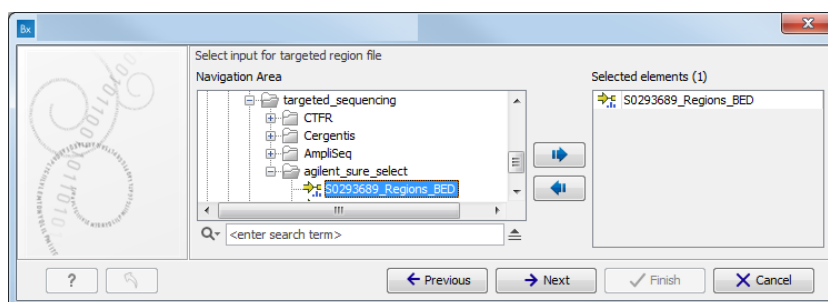 Bx
Select input for targeted region file
Navigation Area
targeted_sequencing
CTFR
Cergentis
AmpliSeq
agilent_sure_select
S0293689_Regions_BED
<enter search term>
Selected elements (1)
S0293689_Regions_BED
?
Previous
Next
Finish
Cancel